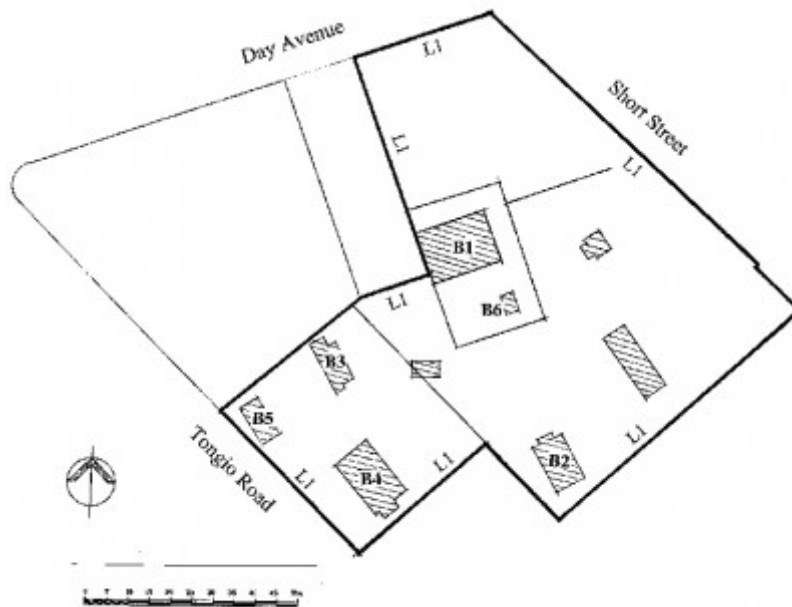 Day Avenue
L1
Short Street
L1
L1
B1
L1
B6
B3
B5
L1
B4
L1
Tongio Road
B2
L1